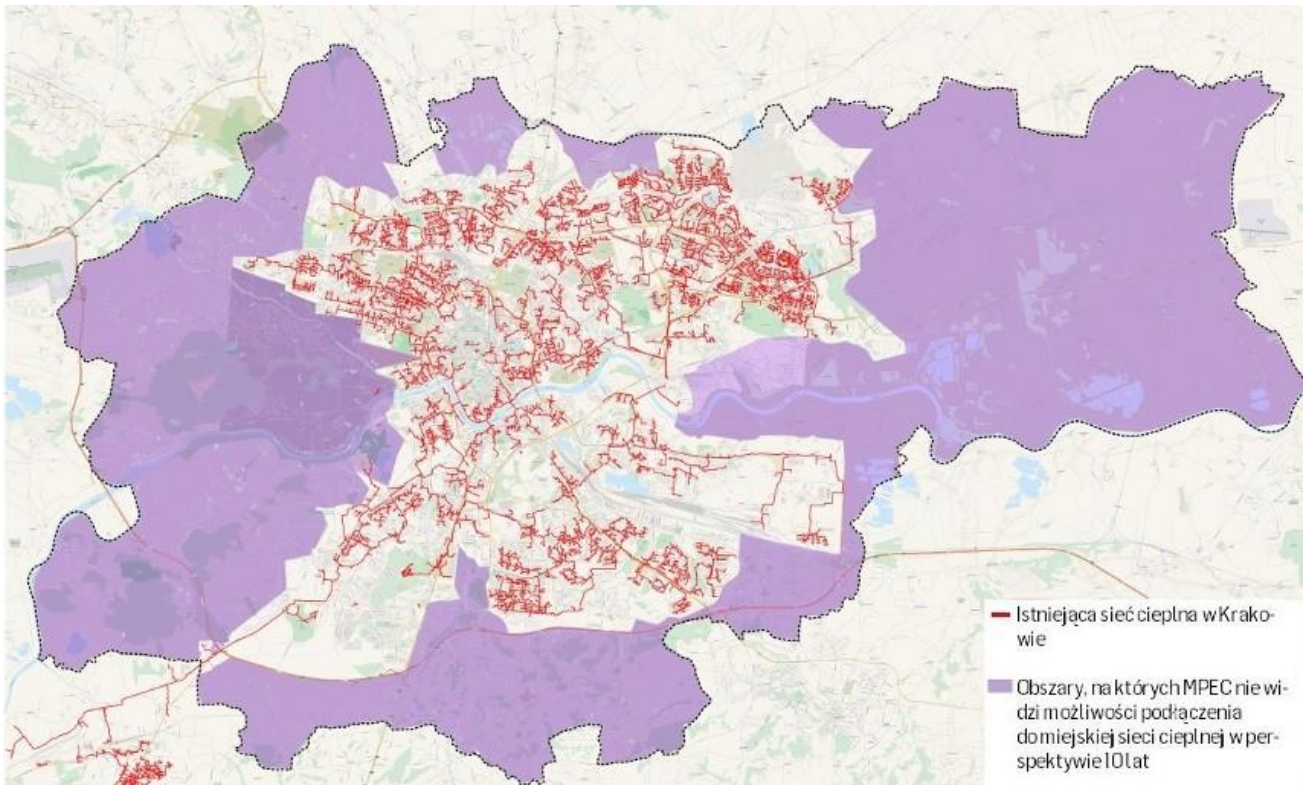 Istniejąca sieć cieplna w Krako-
wie
Obszary, na których MPEC nie wi-
dzi możliwości podłączenia
do miejskiej sieci cieplnej w per-
spektywie 10 lat